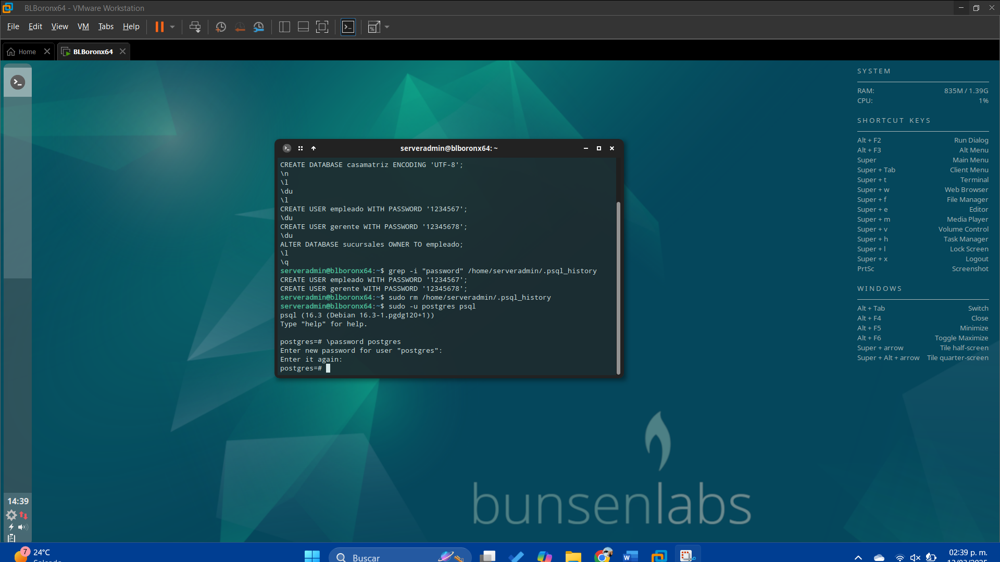 BLBoronx64 - VMware Workstation
File Edit View VM Tabs Help
Home BLBoronx64
SYSTEM
RAM: 835M / 1.39G
CPU: 1%
SHORTCUT KEYS
Alt + F2 Run Dialog
Alt + F3 Alt Menu
Super Main Menu
Super + Tab Client Menu
Super + t Terminal
Super + w Web Browser
Super + f File Manager
Super + e Editor
Super + m Media Player
Super + v Volume Control
Super + h Task Manager
Super + l Lock Screen
Super + x Logout
PrtSc Screenshot
WINDOWS
Alt + Tab Switch
Alt + F4 Close
Alt + F5 Minimize
Alt + F6 Toggle Maximize
Super + arrow Tile half-screen
Super + Alt + arrow Tile quarter-screen
serveradmin@blboronx64: ~
CREATE DATABASE casamatriz ENCODING 'UTF-8';
\n
\l
\du
\l
CREATE USER empleado WITH PASSWORD '1234567';
\du
CREATE USER gerente WITH PASSWORD '12345678';
\du
ALTER DATABASE sucursales OWNER TO empleado;
\l
\q
serveradmin@blboronx64:~$ grep -i "password" /home/serveradmin/.psql_history
CREATE USER empleado WITH PASSWORD '1234567';
CREATE USER gerente WITH PASSWORD '12345678';
serveradmin@blboronx64:~$ sudo rm /home/serveradmin/.psql_history
serveradmin@blboronx64:~$ sudo -u postgres psql
psql (16.3 (Debian 16.3-1.pgdg120+1))
Type "help" for help.
postgres=# \password postgres
Enter new password for user "postgres":
Enter it again:
postgres=#
bunsenlabs
14:39
7
24°C
Buscar
02:39 p. m.